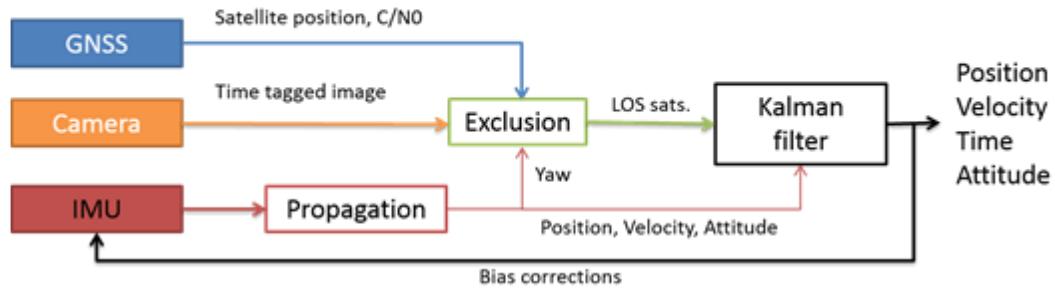 Satellite position, C/N0
GNSS
Time tagged image
Camera
Exclusion
LOS sats.
Kalman
filter
Position
Velocity
Time
Attitude
Yaw
IMU
Propagation
Position, Velocity, Attitude
Bias corrections